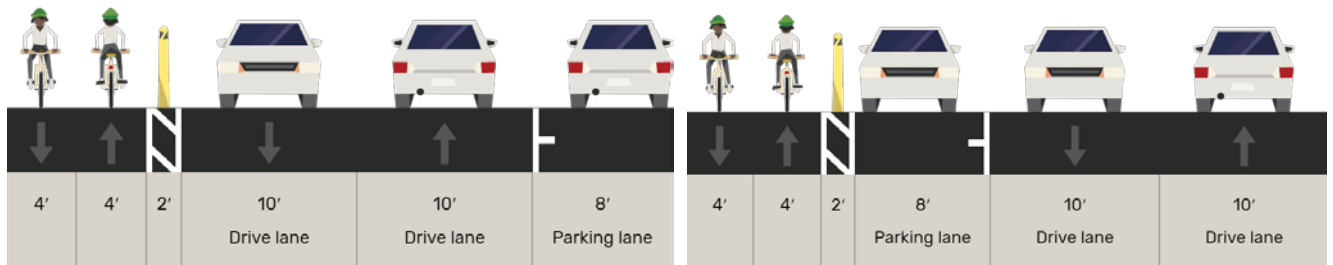 4′ 4′ 2′ 10′ 10′ 8′
Drive lane Drive lane Parking lane
4′ 4′ 2′ 8′ 10′ 10′
Parking lane Drive lane Drive lane